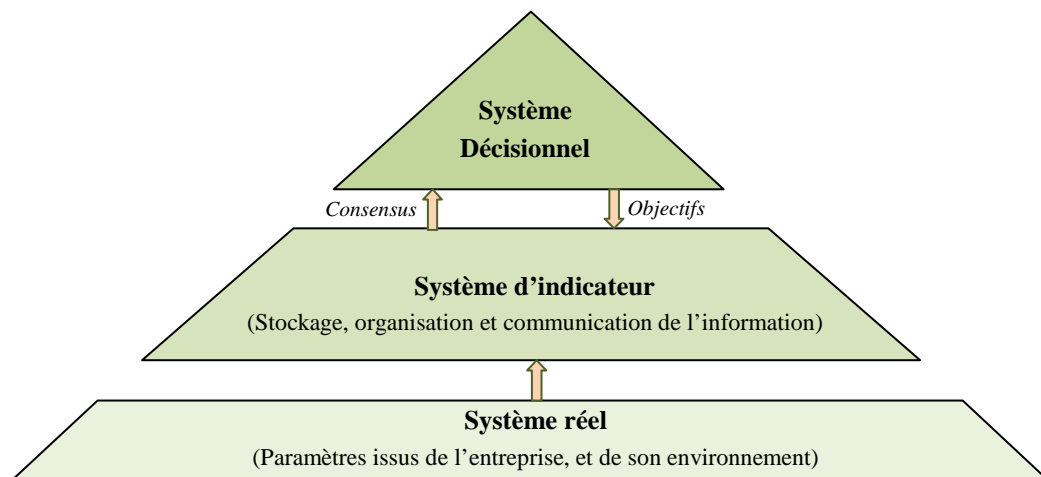 Système
Décisionnel
Consensus
Objectifs
Système d’indicateur
(Stockage, organisation et communication de l’information)
Système réel
(Paramètres issus de l’entreprise, et de son environnement)